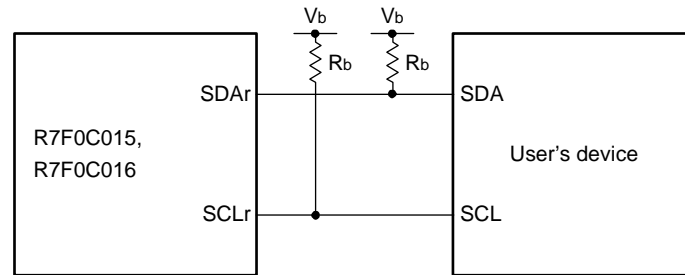 Vb Vb
Rb Rb
SDAr SDA
R7F0C015,
R7F0C016
User's device
SCLr SCL